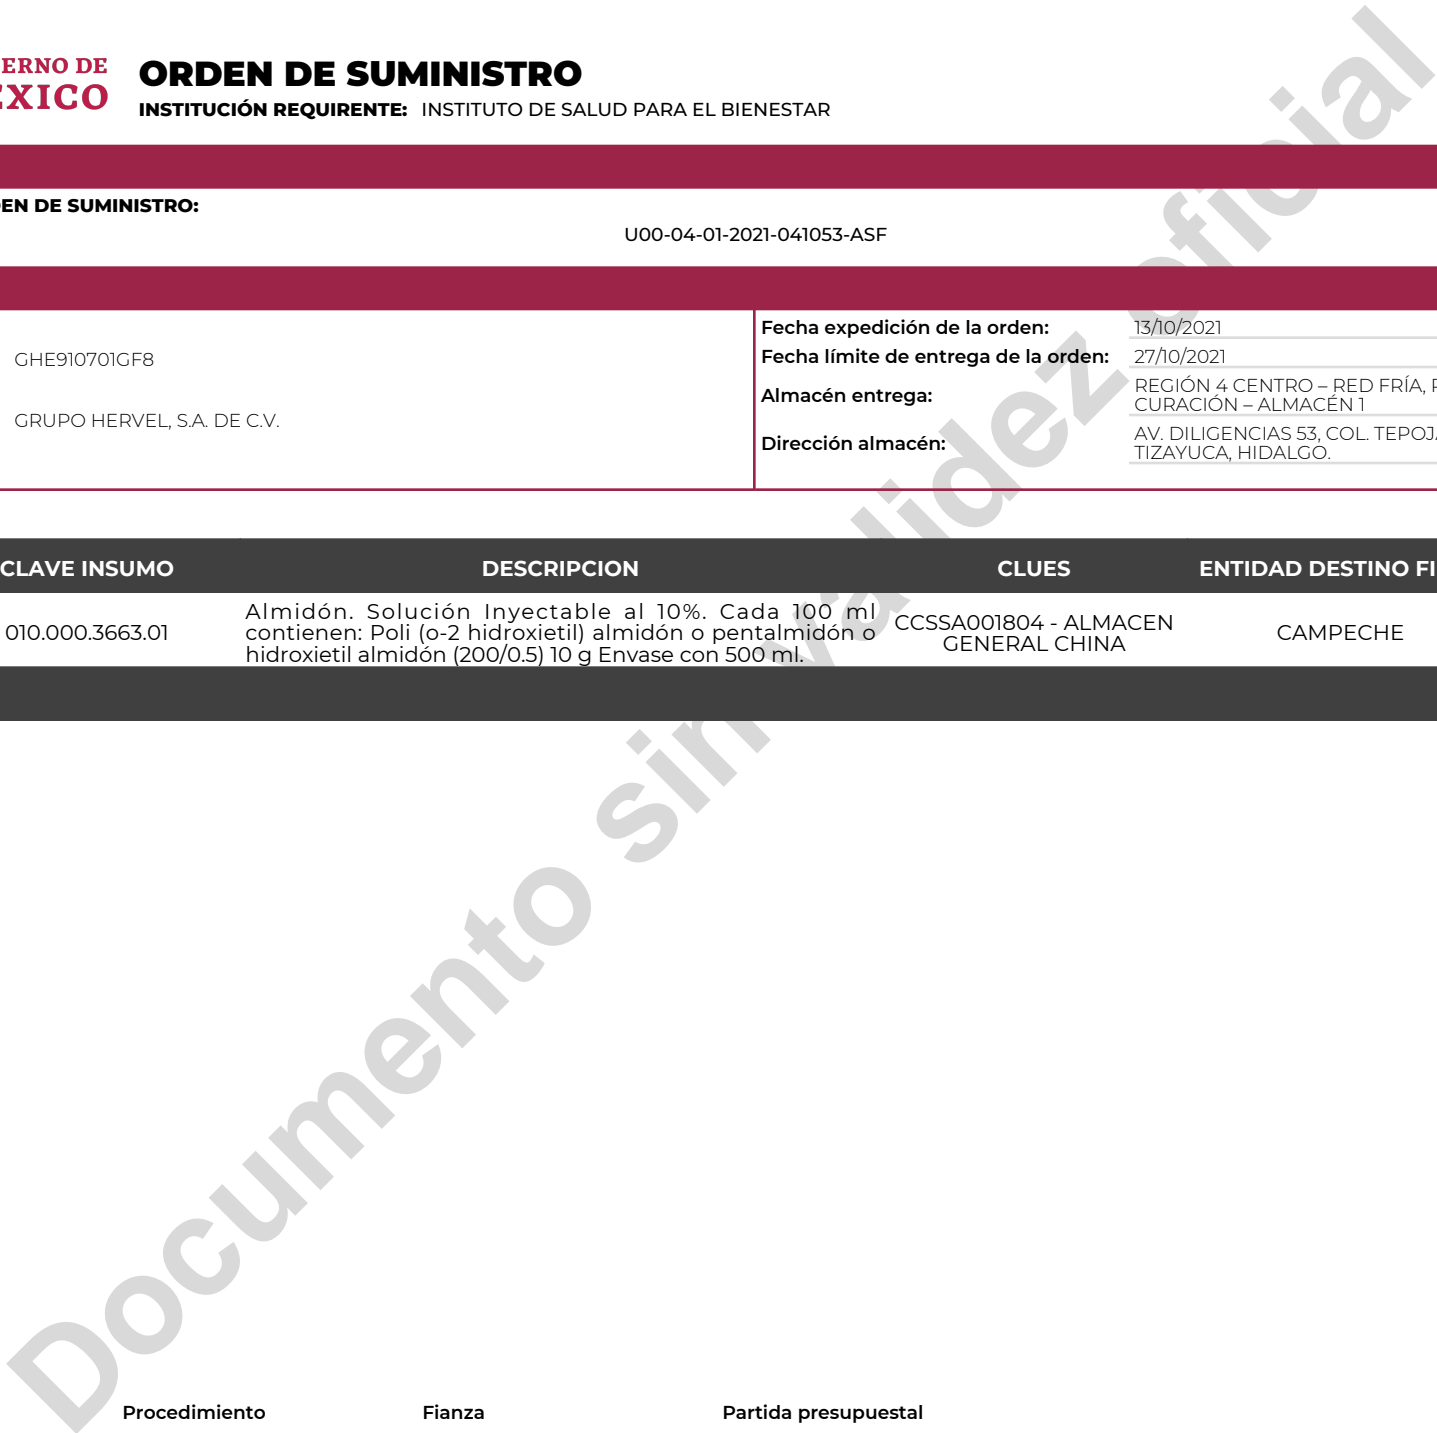 ERNO DE
EXICO
ORDEN DE SUMINISTRO
INSTITUCIÓN REQUIRENTE: INSTITUTO DE SALUD PARA EL BIENESTAR
EN DE SUMINISTRO:
U00-04-01-2021-041053-ASF
GHE910701GF8
GRUPO HERVEL, S.A. DE C.V.
Fecha expedición de la orden: 13/10/2021
Fecha límite de entrega de la orden: 27/10/2021
Almacén entrega: REGIÓN 4 CENTRO – RED FRÍA,
CURACIÓN – ALMACÉN 1
Dirección almacén: AV. DILIGENCIAS 53, COL. TEPOJA
TIZAYUCA, HIDALGO.
CLAVE INSUMO DESCRIPCION CLUES ENTIDAD DESTINO FI
010.000.3663.01
Almidón. Solución Inyectable al 10%. Cada 100 ml
contienen: Poli (o-2 hidroxietil) almidón o pentalmidón o
hidroxietil almidón (200/0.5) 10 g Envase con 500 ml.
CCSSA001804 - ALMACEN
GENERAL CHINA
CAMPECHE
Documento sin validez oficial
Procedimiento Fianza Partida presupuestal